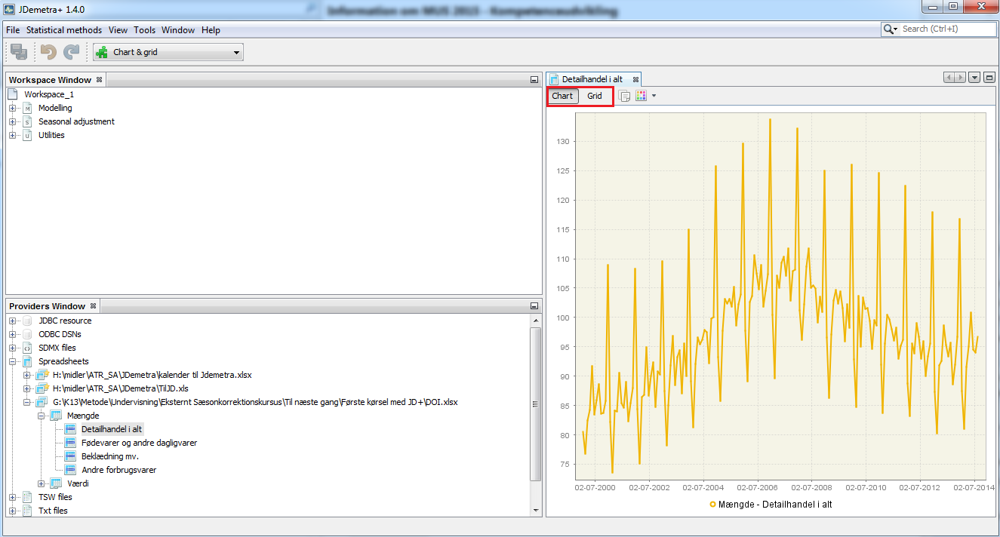 JDemetra+ 1.4.0
Information om MUS 2015 - Kompetenceudvikling
File Statistical methods View Tools Window Help
Search (Ctrl+I)
Chart & grid
Workspace Window
Workspace_1
M Modelling
S Seasonal adjustment
U Utilities
Providers Window
JDBC resource
ODBC DSNs
SDMX files
Spreadsheets
H:\midler\ATR_SA\JDemetra\kalender til Jdemetra.xlsx
H:\midler\ATR_SA\JDemetra\TilJD.xls
G:\K13\Metode\Undervisning\Eksternt Sæsonkorrektionskursus\Til næste gang\Første kørsel med JD+\DOI.xlsx
Mængde
Detailhandel i alt
Fødevarer og andre dagligvarer
Beklædning mv.
Andre forbrugsvarer
Værdi
TSW files
Txt files
Detailhandel i alt
Chart Grid
130
125
120
115
110
105
100
95
90
85
80
75
02-07-2000 02-07-2002 02-07-2004 02-07-2006 02-07-2008 02-07-2010 02-07-2012 02-07-2014
Mængde - Detailhandel i alt